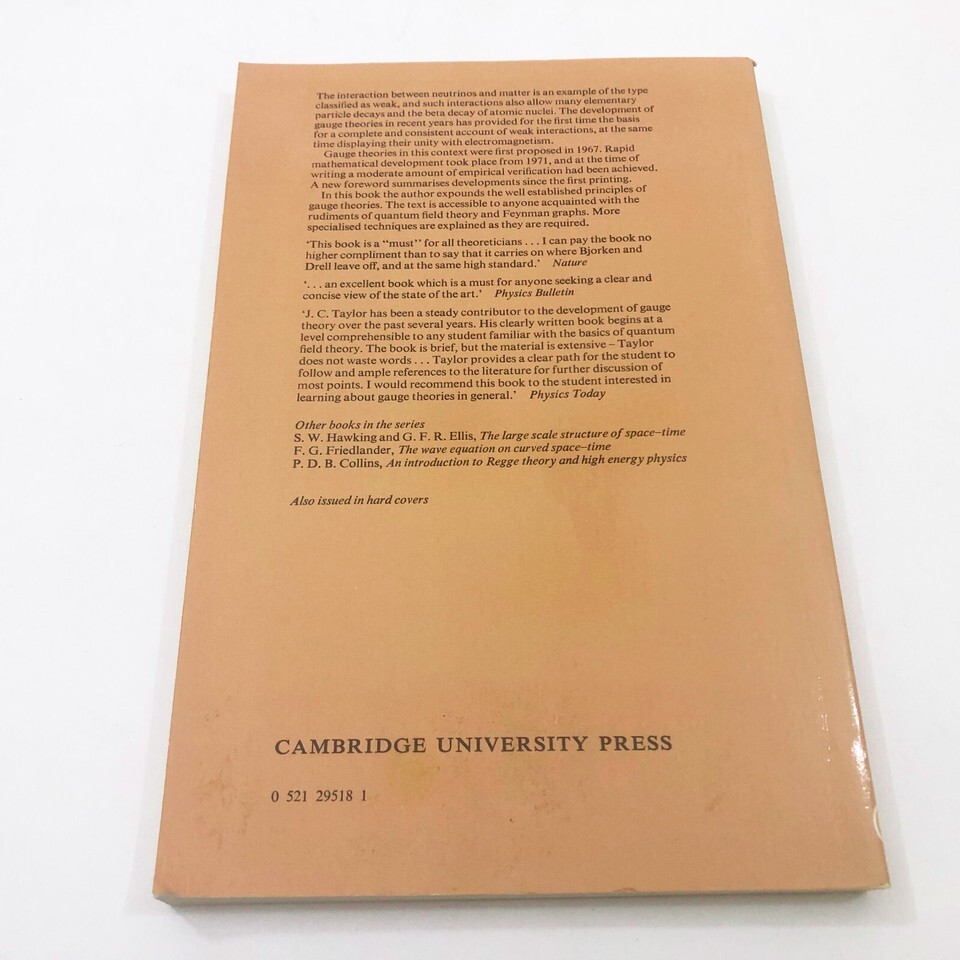 The interaction between neutrinos and matter is an example of the type
classified as weak, and such interactions also allow many elementary
particle decays and the beta decay of atomic nuclei. The development of
gauge theories in recent years has provided for the first time the basis
for a complete and consistent account of weak interactions, at the same
time displaying their unity with electromagnetism.
Gauge theories in this context were first proposed in 1967. Rapid
mathematical development took place from 1971, and at the time of
writing a moderate amount of empirical verification had been achieved.
A new foreword summarises developments since the first printing.
In this book the author expounds the well established principles of
gauge theories. The text is accessible to anyone acquainted with the
rudiments of quantum field theory and Feynman graphs. More
specialised techniques are explained as they are required.
'This book is a "must" for all theoreticians . . . I can pay the book no
higher compliment than to say that it carries on where Bjorken and
Drell leave off, and at the same high standard.' Nature
'. . . an excellent book which is a must for anyone seeking a clear and
concise view of the state of the art.' Physics Bulletin
'J. C. Taylor has been a steady contributor to the development of gauge
theory over the past several years. His clearly written book begins at a
level comprehensible to any student familiar with the basics of quantum
field theory. The book is brief, but the material is extensive – Taylor
does not waste words . . . Taylor provides a clear path for the student to
follow and ample references to the literature for further discussion of
most points. I would recommend this book to the student interested in
learning about gauge theories in general.' Physics Today
Other books in the series
S. W. Hawking and G. F. R. Ellis, The large scale structure of space–time
F. G. Friedlander, The wave equation on curved space–time
P. D. B. Collins, An introduction to Regge theory and high energy physics
Also issued in hard covers
CAMBRIDGE UNIVERSITY PRESS
0 521 29518 1